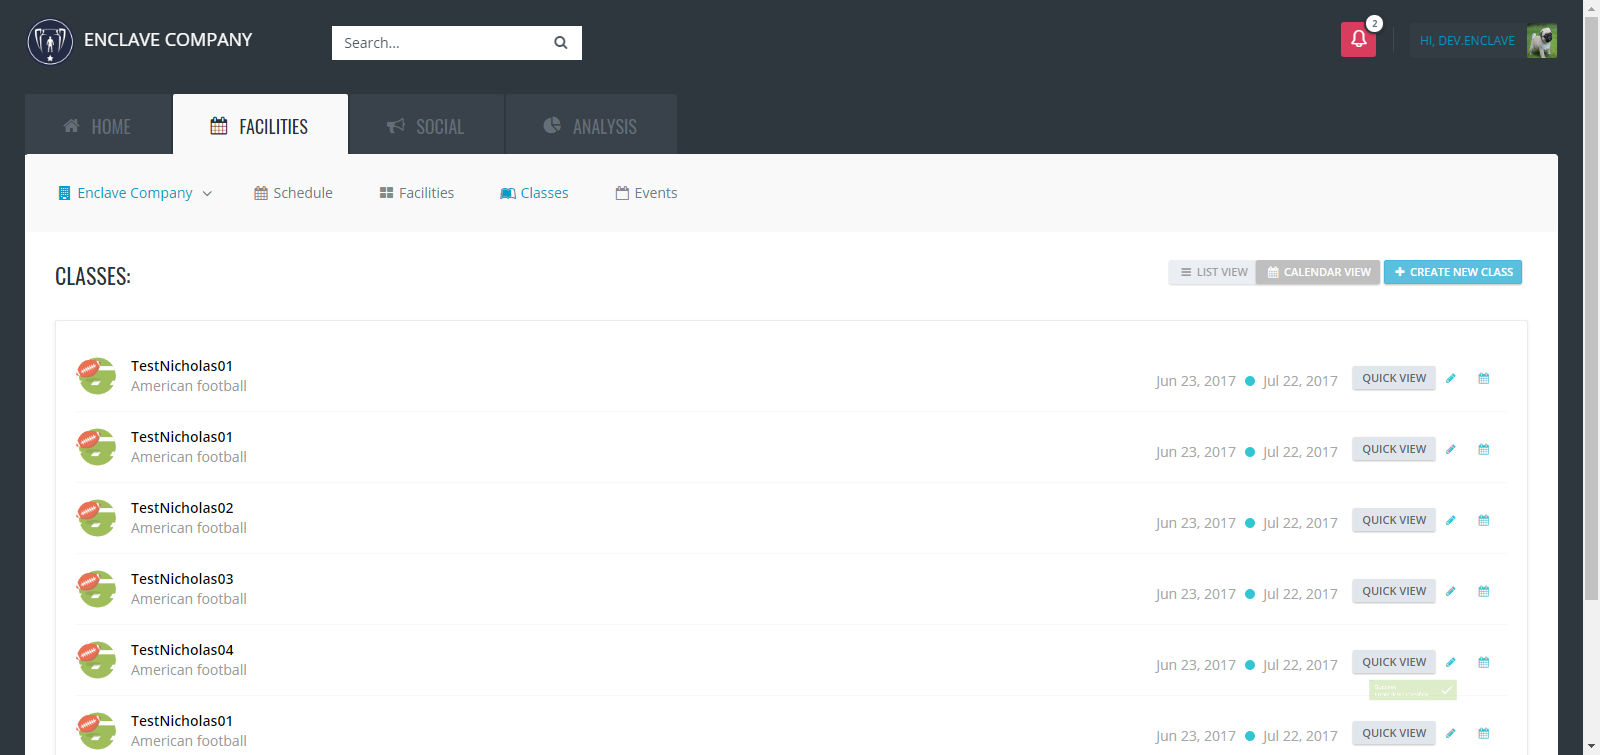 ENCLAVE COMPANY
Search...
2
HI, DEV.ENCLAVE
HOME
FACILITIES
SOCIAL
ANALYSIS
Enclave Company
Schedule
Facilities
Classes
Events
CLASSES:
LIST VIEW
CALENDAR VIEW
CREATE NEW CLASS
TestNicholas01
American football
Jun 23, 2017
Jul 22, 2017
QUICK VIEW
TestNicholas01
American football
Jun 23, 2017
Jul 22, 2017
QUICK VIEW
TestNicholas02
American football
Jun 23, 2017
Jul 22, 2017
QUICK VIEW
TestNicholas03
American football
Jun 23, 2017
Jul 22, 2017
QUICK VIEW
TestNicholas04
American football
Jun 23, 2017
Jul 22, 2017
QUICK VIEW
TestNicholas01
American football
Jun 23, 2017
Jul 22, 2017
QUICK VIEW